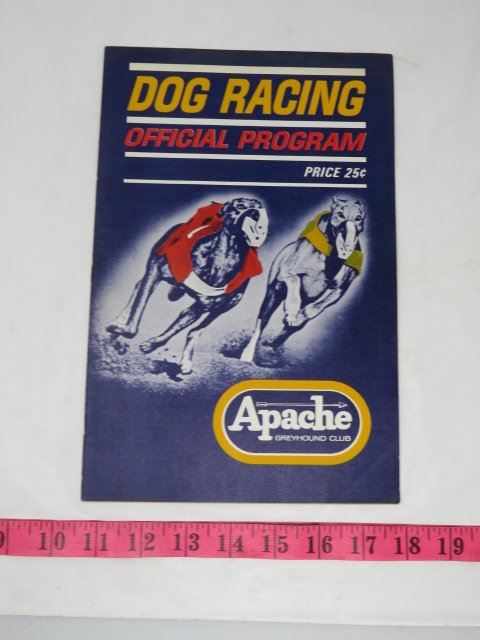 DOG RACING
OFFICIAL PROGRAM
PRICE 25¢
Apache
GREYHOUND CLUB
9 10 11 12 13 14 15 16 17 18 19